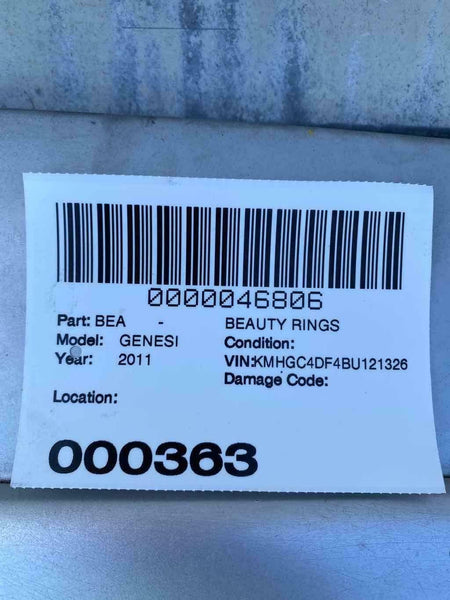 0000046806
Part: BEA - BEAUTY RINGS
Model: GENESI Condition:
Year: 2011 VIN:KMHGC4DF4BU121326
Damage Code:
Location:
000363